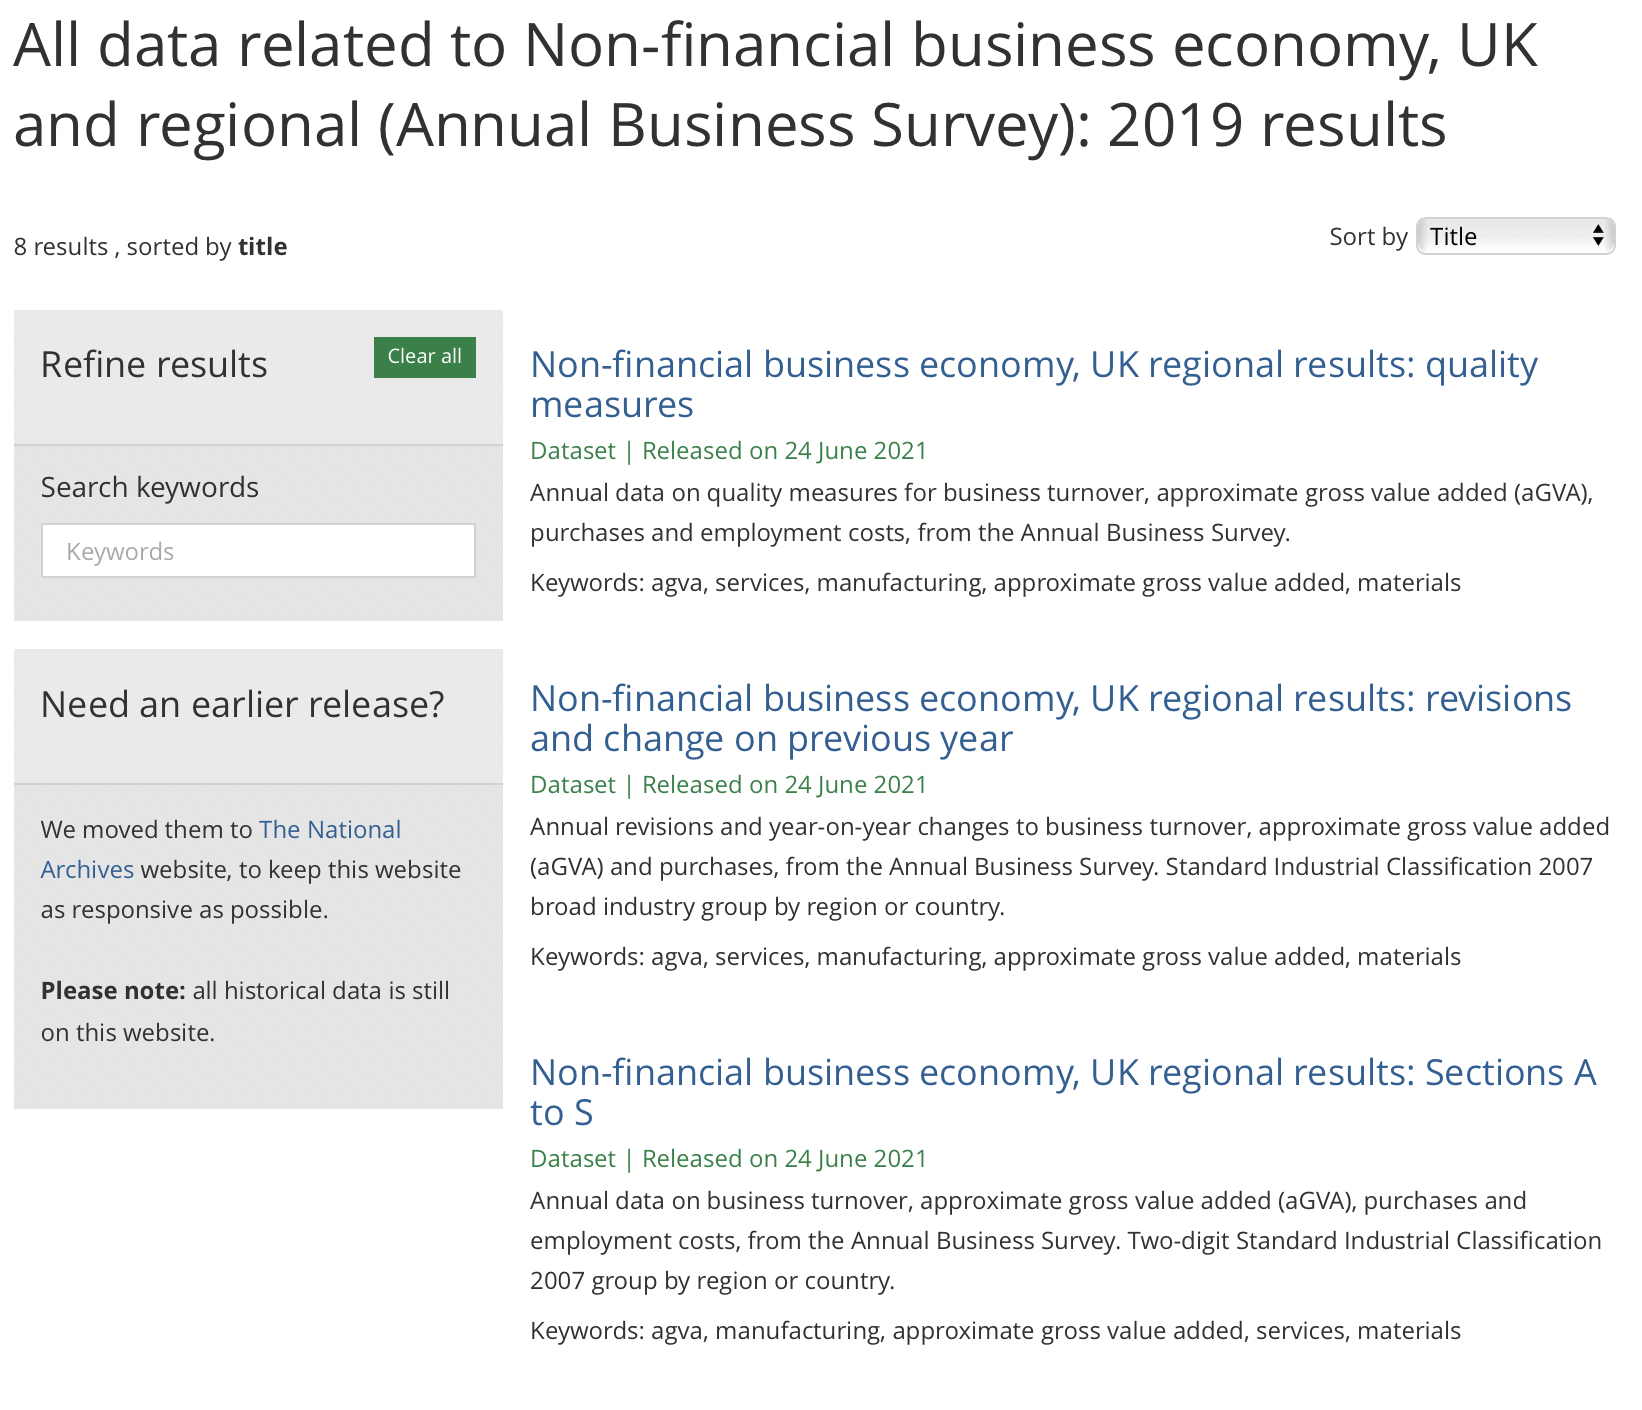 All data related to Non-financial business economy, UK
and regional (Annual Business Survey): 2019 results
8 results , sorted by title
Sort by Title
Refine results
Clear all
Search keywords
Keywords
Need an earlier release?
We moved them to The National
Archives website, to keep this website
as responsive as possible.
Please note: all historical data is still
on this website.
Non-financial business economy, UK regional results: quality
measures
Dataset | Released on 24 June 2021
Annual data on quality measures for business turnover, approximate gross value added (aGVA),
purchases and employment costs, from the Annual Business Survey.
Keywords: agva, services, manufacturing, approximate gross value added, materials
Non-financial business economy, UK regional results: revisions
and change on previous year
Dataset | Released on 24 June 2021
Annual revisions and year-on-year changes to business turnover, approximate gross value added
(aGVA) and purchases, from the Annual Business Survey. Standard Industrial Classification 2007
broad industry group by region or country.
Keywords: agva, services, manufacturing, approximate gross value added, materials
Non-financial business economy, UK regional results: Sections A
to S
Dataset | Released on 24 June 2021
Annual data on business turnover, approximate gross value added (aGVA), purchases and
employment costs, from the Annual Business Survey. Two-digit Standard Industrial Classification
2007 group by region or country.
Keywords: agva, manufacturing, approximate gross value added, services, materials